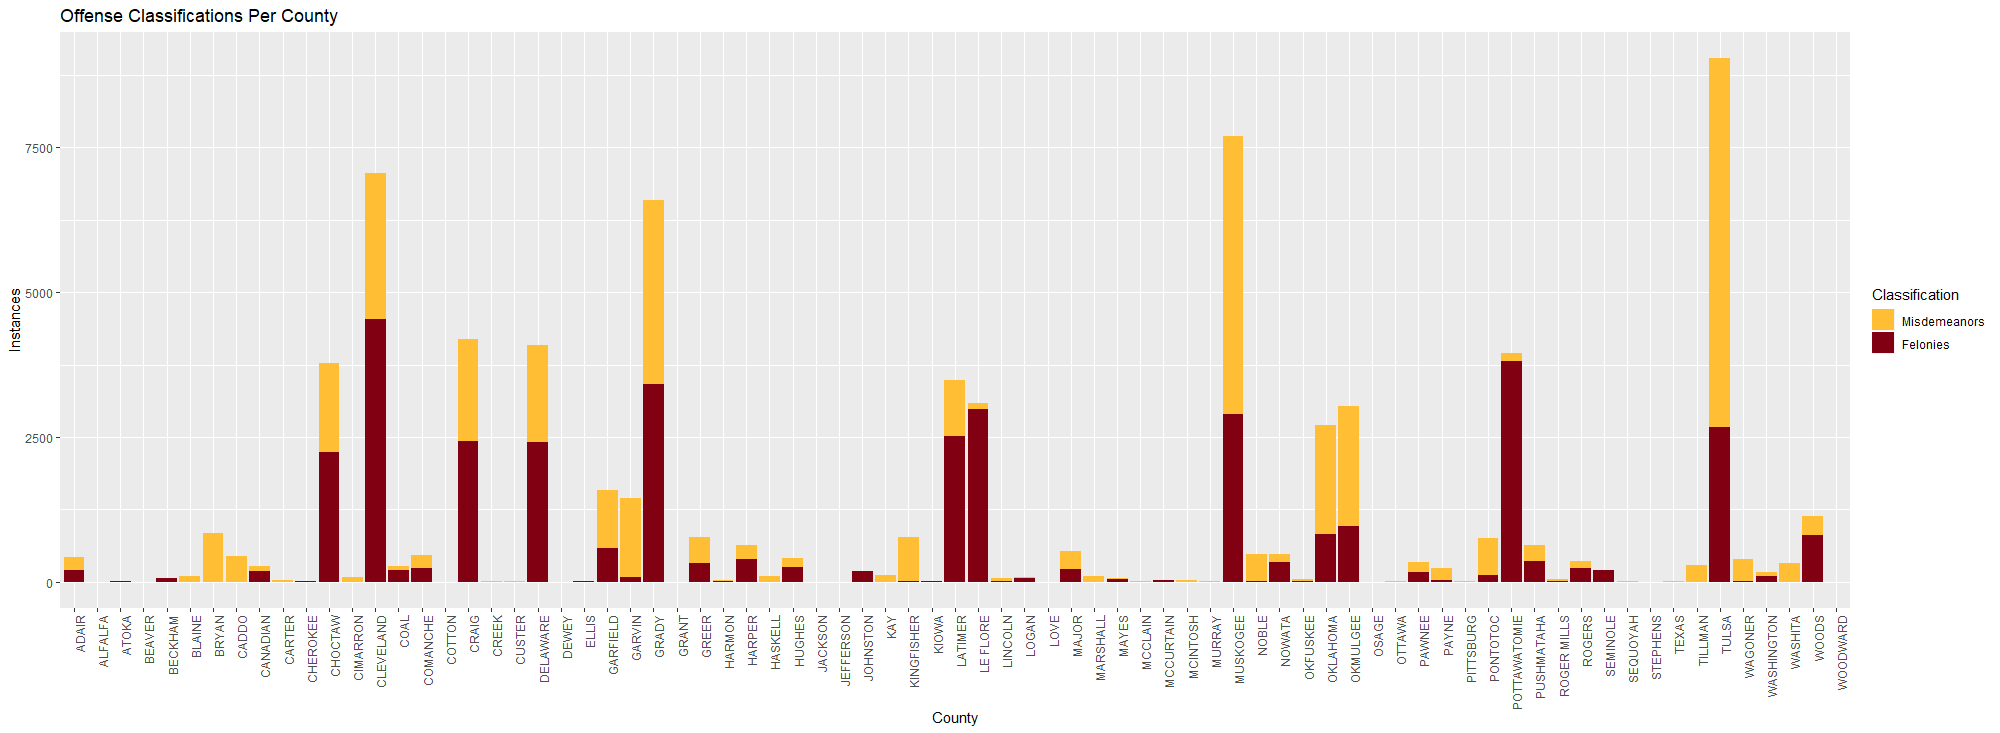 Offense Classifications Per County
Instances
7500
5000
2500
0
ADAIR
ALFALFA
ATOKA
BEAVER
BECKHAM
BLAINE
BRYAN
CADDO
CANADIAN
CARTER
CHEROKEE
CHOCTAW
CIMARRON
CLEVELAND
COAL
COMANCHE
COTTON
CRAIG
CREEK
CUSTER
DELAWARE
DEWEY
ELLIS
GARFIELD
GARVIN
GRADY
GRANT
GREER
HARMON
HARPER
HASKELL
HUGHES
JACKSON
JEFFERSON
JOHNSTON
KAY
KINGFISHER
KIOWA
LATIMER
LE FLORE
LINCOLN
LOGAN
LOVE
MAJOR
MARSHALL
MAYES
MCCLAIN
MCCURTAIN
MCINTOSH
MURRAY
MUSKOGEE
NOBLE
NOWATA
OKFUSKEE
OKLAHOMA
OKMULGEE
OSAGE
OTTAWA
PAWNEE
PAYNE
PITTSBURG
PONTOTOC
POTTAWATOMIE
PUSHMATAHA
ROGER MILLS
ROGERS
SEMINOLE
SEQUOYAH
STEPHENS
TEXAS
TILLMAN
TULSA
WAGONER
WASHINGTON
WASHITA
WOODS
WOODWARD
County
Classification
Misdemeanors
Felonies